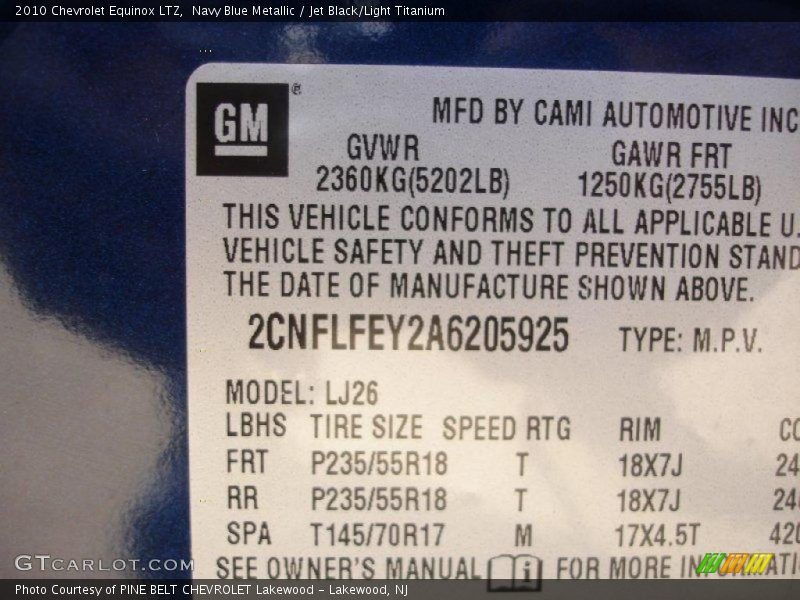 2010 Chevrolet Equinox LTZ, Navy Blue Metallic / Jet Black/Light Titanium
GM ®
MFD BY CAMI AUTOMOTIVE INC
GVWR GAWR FRT
2360KG(5202LB) 1250KG(2755LB)
THIS VEHICLE CONFORMS TO ALL APPLICABLE U.
VEHICLE SAFETY AND THEFT PREVENTION STAND
THE DATE OF MANUFACTURE SHOWN ABOVE.
2CNFLFEY2A6205925 TYPE: M.P.V.
MODEL: LJ26
LBHS TIRE SIZE SPEED RTG RIM CO
FRT P235/55R18 T 18X7J 24
RR P235/55R18 T 18X7J 24
SPA T145/70R17 M 17X4.5T 420
SEE OWNER'S MANUAL i FOR MORE IN
GTCarlot.com
Photo Courtesy of PINE BELT CHEVROLET Lakewood - Lakewood, NJ